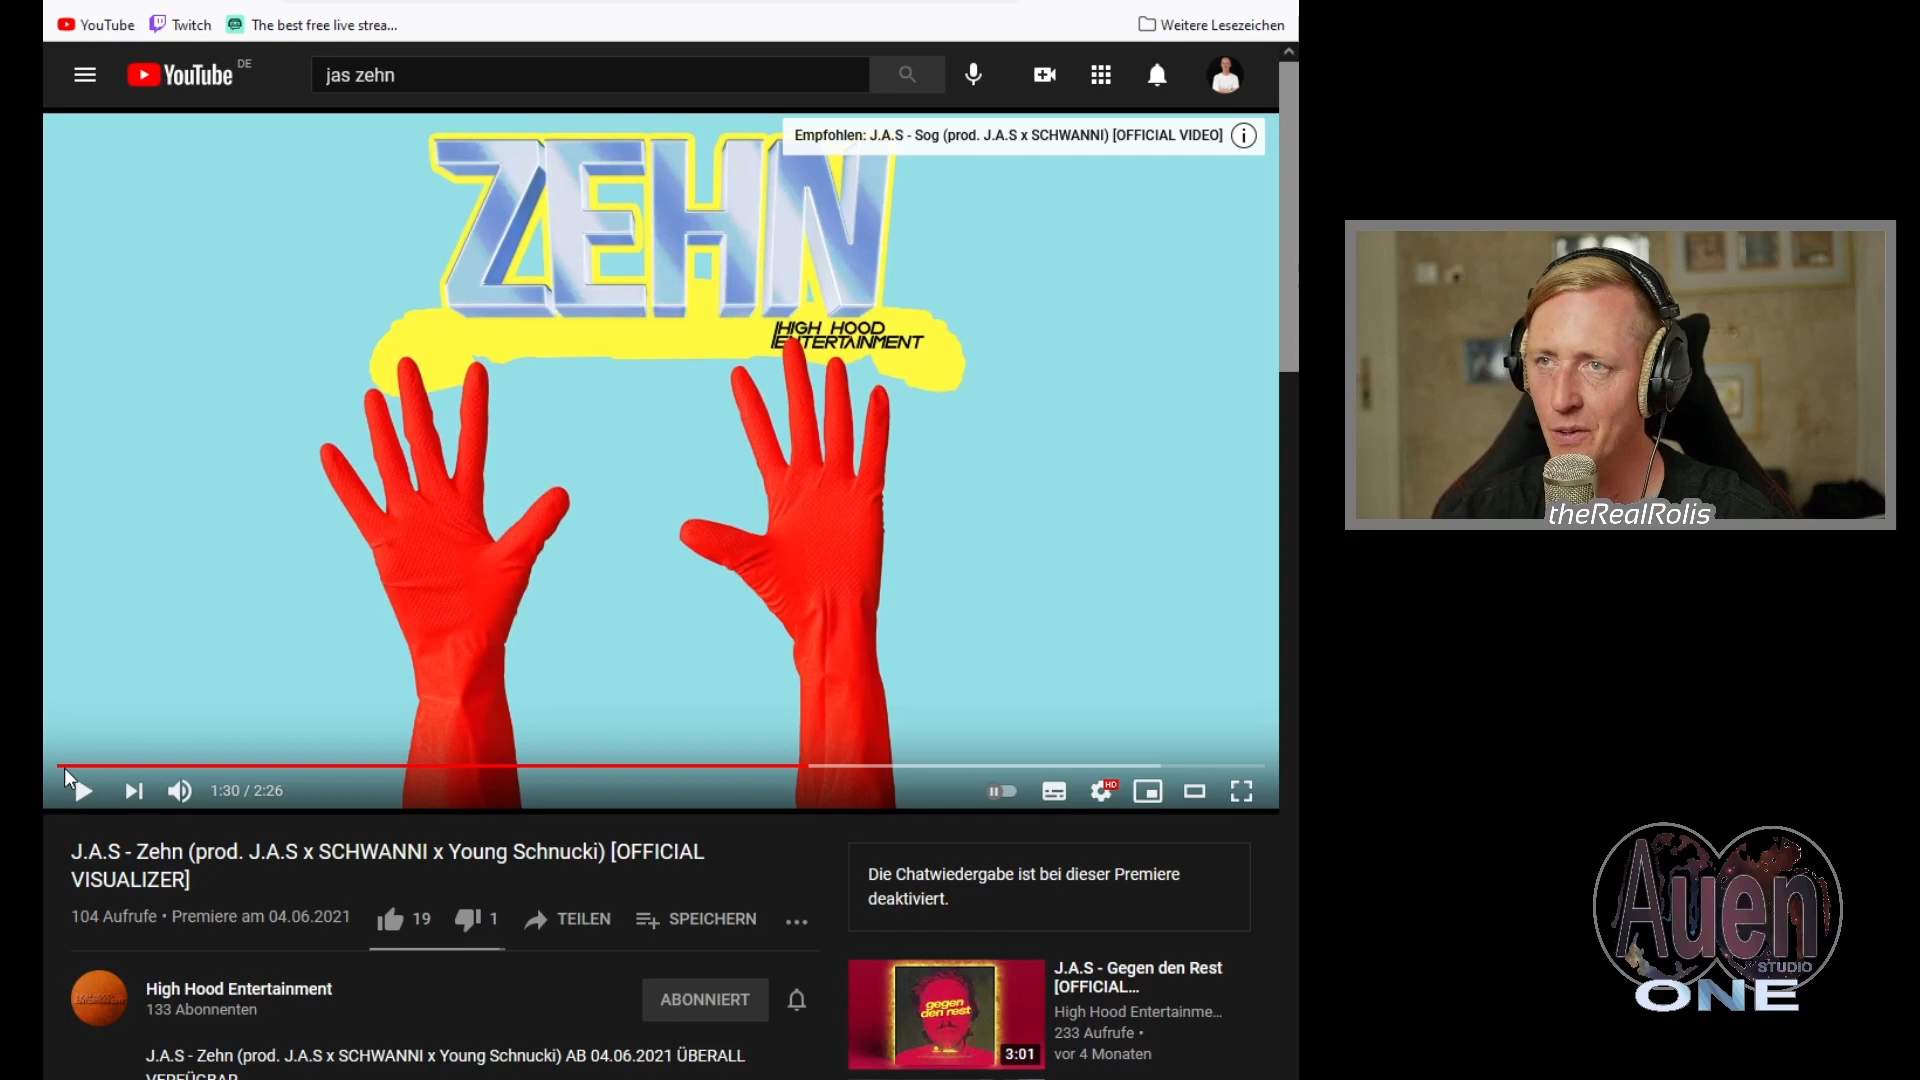 YouTube
Twitch
The best free live strea...
Weitere Lesezeichen
YouTube DE
jas zehn
Empfohlen: J.A.S - Sog (prod. J.A.S x SCHWANNI) [OFFICIAL VIDEO]
ZEHN
HIGH HOOD
ENTERTAINMENT
theRealRolis
1:30 / 2:26
HD
J.A.S - Zehn (prod. J.A.S x SCHWANNI x Young Schnucki) [OFFICIAL
VISUALIZER]
104 Aufrufe • Premiere am 04.06.2021
19
1
TEILEN
SPEICHERN
Die Chatwiedergabe ist bei dieser Premiere
deaktiviert.
High Hood Entertainment
133 Abonnenten
ABONNIERT
J.A.S - Zehn (prod. J.A.S x SCHWANNI x Young Schnucki) AB 04.06.2021 ÜBERALL
VERFÜGBAR
gegen
den rest
3:01
J.A.S - Gegen den Rest
[OFFICIAL...
High Hood Entertainme...
233 Aufrufe •
vor 4 Monaten
Auen
STUDIO
ONE